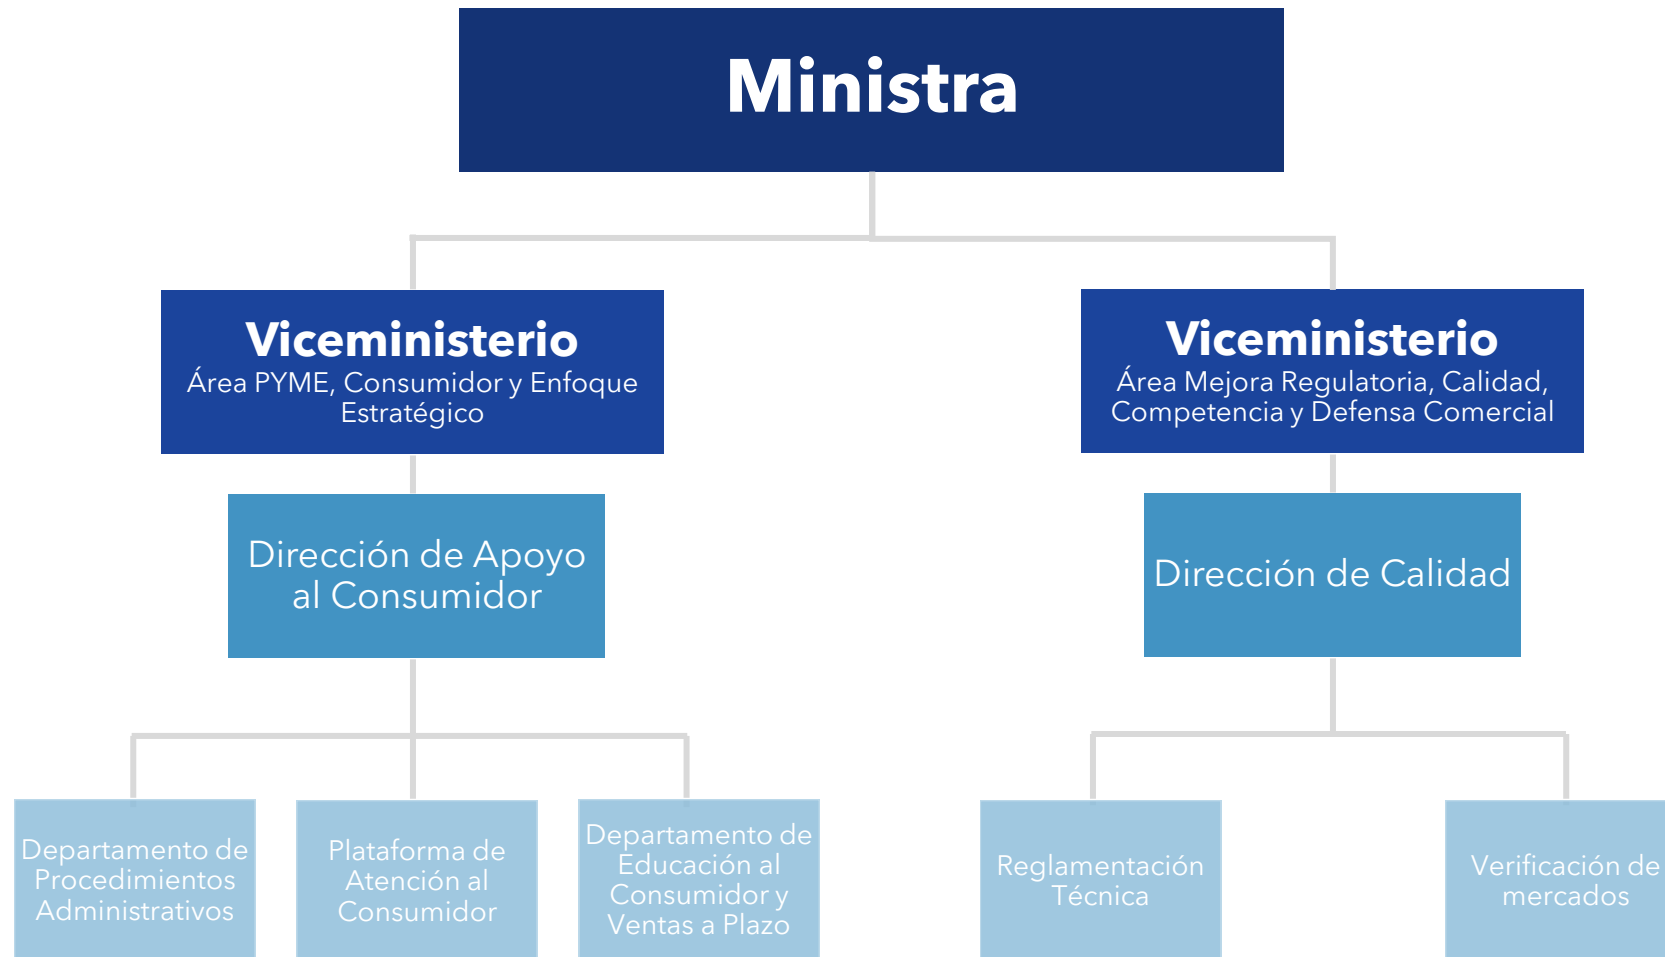 Ministra
Viceministerio
Área PYME, Consumidor y Enfoque
Estratégico
Viceministerio
Área Mejora Regulatoria, Calidad,
Competencia y Defensa Comercial
Dirección de Apoyo
al Consumidor
Dirección de Calidad
Departamento de
Procedimientos
Administrativos
Plataforma de
Atención al
Consumidor
Departamento de
Educación al
Consumidor y
Ventas a Plazo
Reglamentación
Técnica
Verificación de
mercados